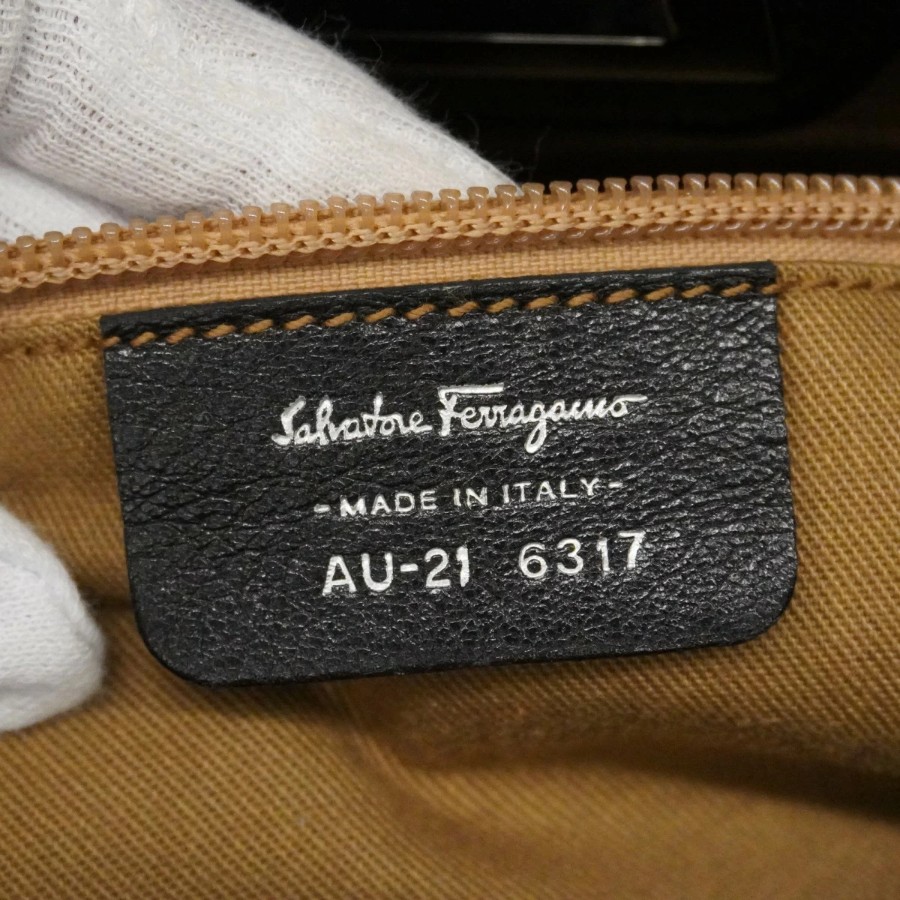 Salvatore Ferragamo
-MADE IN ITALY-
AU-21 6317